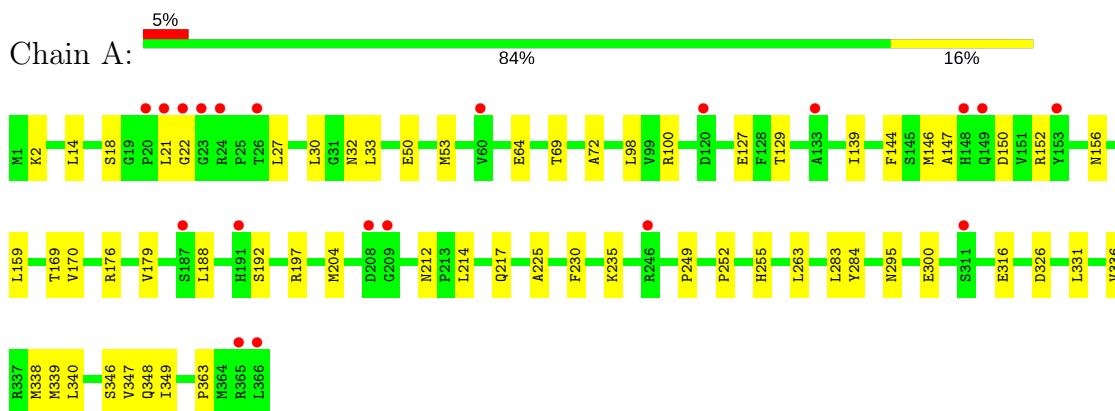 5%
Chain A:
84% 16%
M1 K2 L14 S18 G19 P20 L21 G22 G23 R24 P25 T26 L27 L30 G31 N32 L33 E50 M53 V60 E64 T69 A72 L98 V99 R100 D120 E127 F128 T129 A133 I139 F144 S145 M146 A147 H148 Q149 D150 V151 R152 Y153 N156
L159 T169 V170 R176 V179 S187 L188 H191 S192 R197 M204 D208 G209 N212 P213 L214 Q217 A225 F230 K235 R246 P249 P252 H255 L263 L283 Y284 N295 E300 S311 E316 D326 L331 V336
R337 M338 M339 L340 S346 V347 Q348 I349 P363 M364 R365 L366